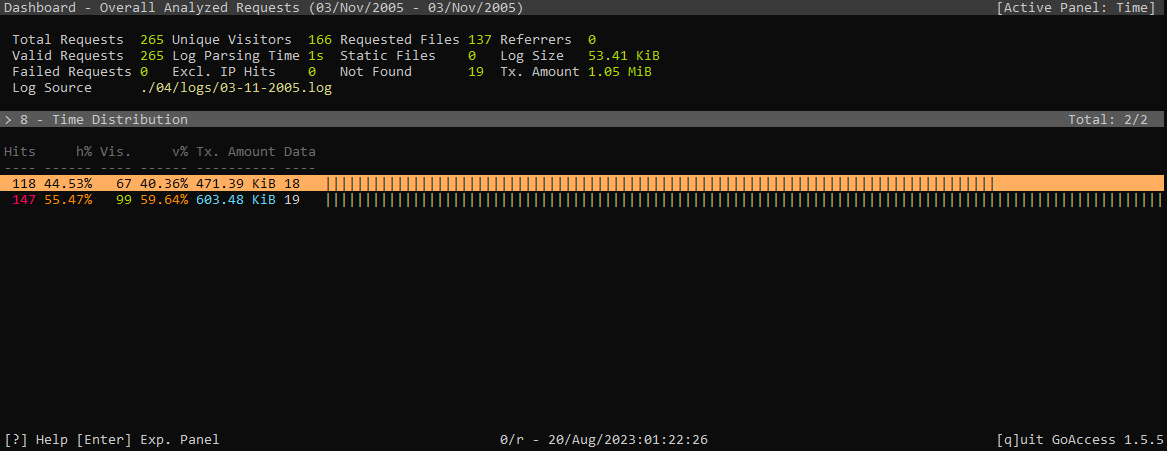 Dashboard - Overall Analyzed Requests (03/Nov/2005 - 03/Nov/2005) [Active Panel: Time]
Total Requests 265 Unique Visitors 166 Requested Files 137 Referrers 0
Valid Requests 265 Log Parsing Time 1s Static Files 0 Log Size 53.41 KiB
Failed Requests 0 Excl. IP Hits 0 Not Found 19 Tx. Amount 1.05 MiB
Log Source ./04/logs/03-11-2005.log
> 8 - Time Distribution Total: 2/2
Hits h% Vis. v% Tx. Amount Data
---- ------ ---- ------ ---------- ----
118 44.53% 67 40.36% 471.39 KiB 18
147 55.47% 99 59.64% 603.48 KiB 19
[?] Help [Enter] Exp. Panel 0/r - 20/Aug/2023:01:22:26 [q]uit GoAccess 1.5.5